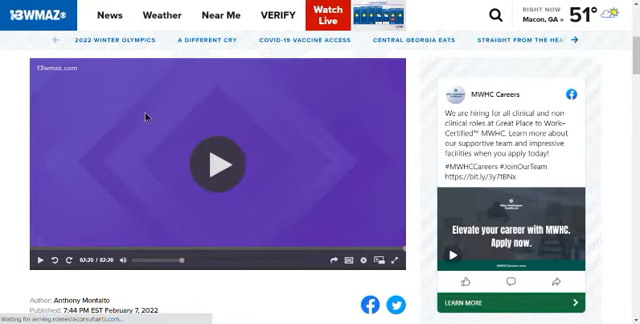 13WMAZ
News
Weather
Near Me
VERIFY
Watch
Live
RIGHT NOW
Macon, GA »
51°
2022 WINTER OLYMPICS
A DIFFERENT CRY
COVID-19 VACCINE ACCESS
CENTRAL GEORGIA EATS
STRAIGHT FROM THE HEA
13wmaz.com
02:20 / 02:20
Author: Anthony Montalto
Published: 7:44 PM EST February 7, 2022
Waiting for serving.roimediaconsultants.com...
MWHC Careers
We are hiring for all clinical and non-
clinical roles at Great Place to Work-
Certified™ MWHC. Learn more about
our supportive team and impressive
facilities when you apply today!
#MWHCCareers #JoinOurTeam
https://bit.ly/3y7tBNx
Elevate your career with MWHC.
Apply now.
LEARN MORE